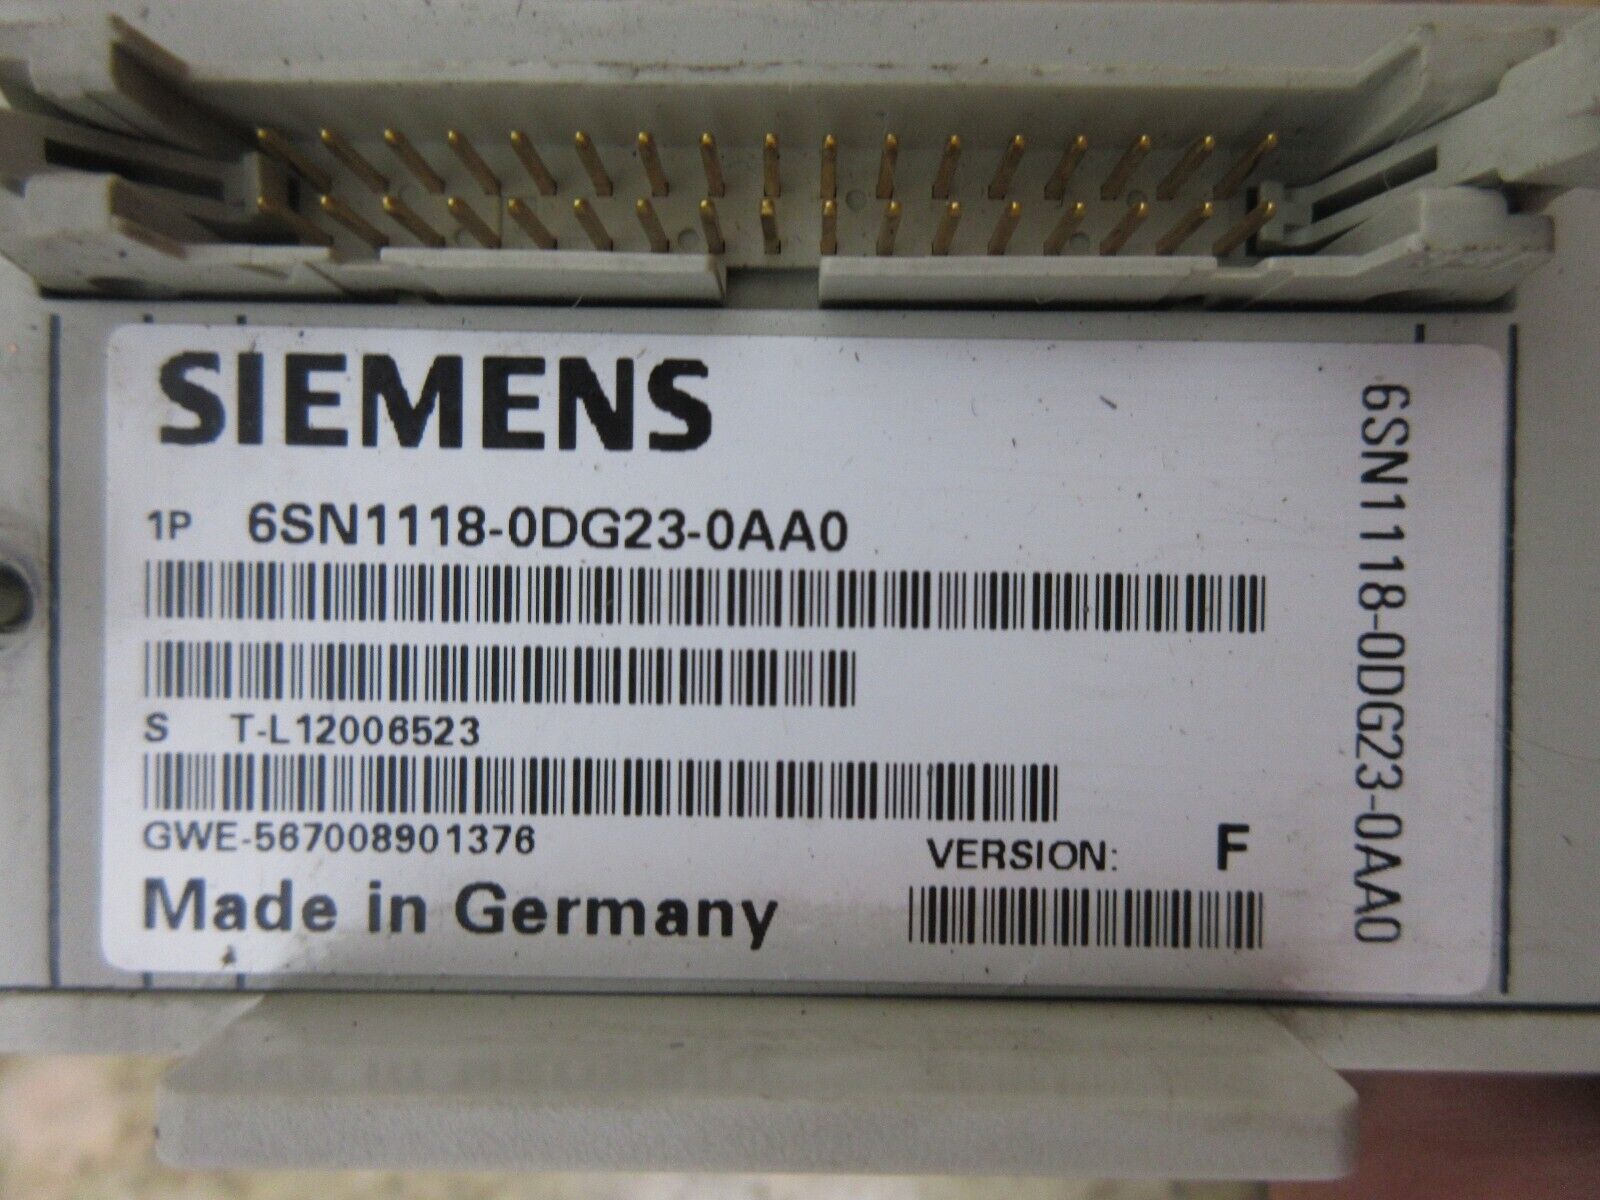 SIEMENS
1P 6SN1118-0DG23-0AA0
S T-L12006523
GWE-567008901376
VERSION: F
Made in Germany
6SN1118-0DG23-0AA0